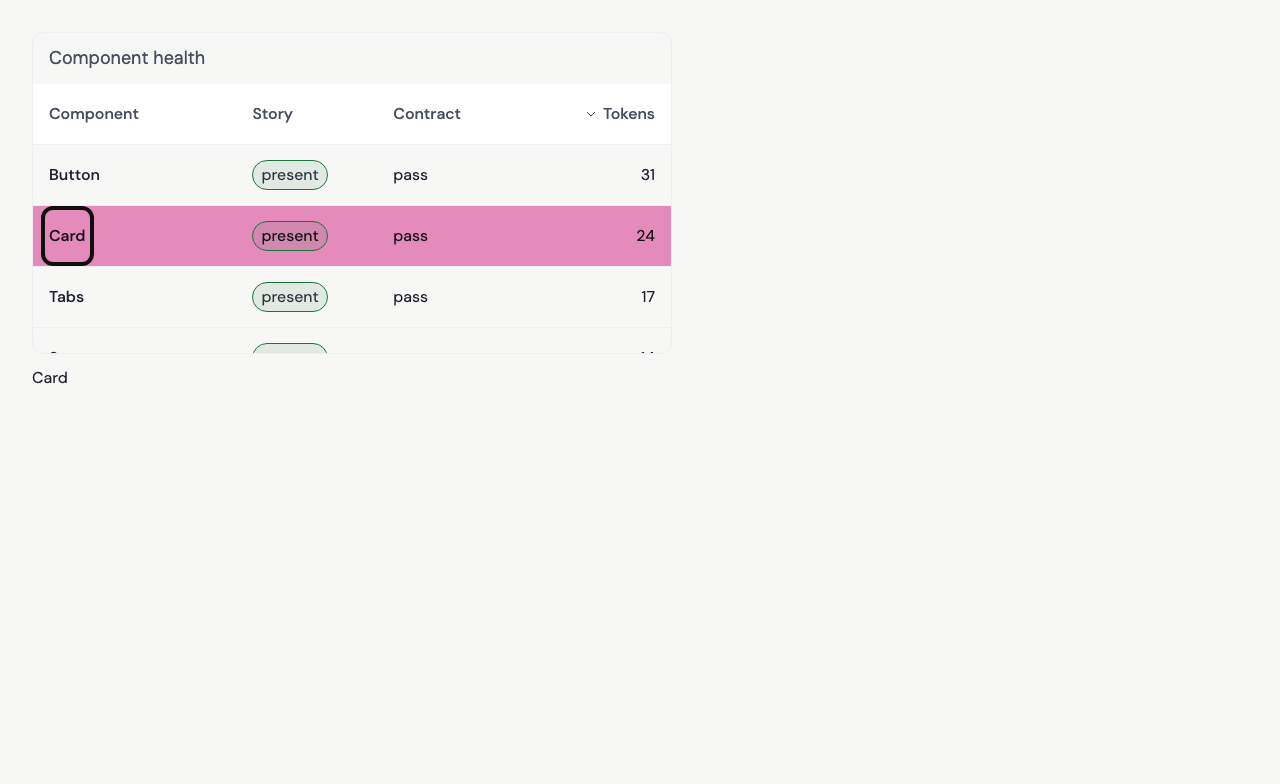 Component health
Component Story Contract Tokens
Button present pass 31
Card present pass 24
Tabs present pass 17
Card